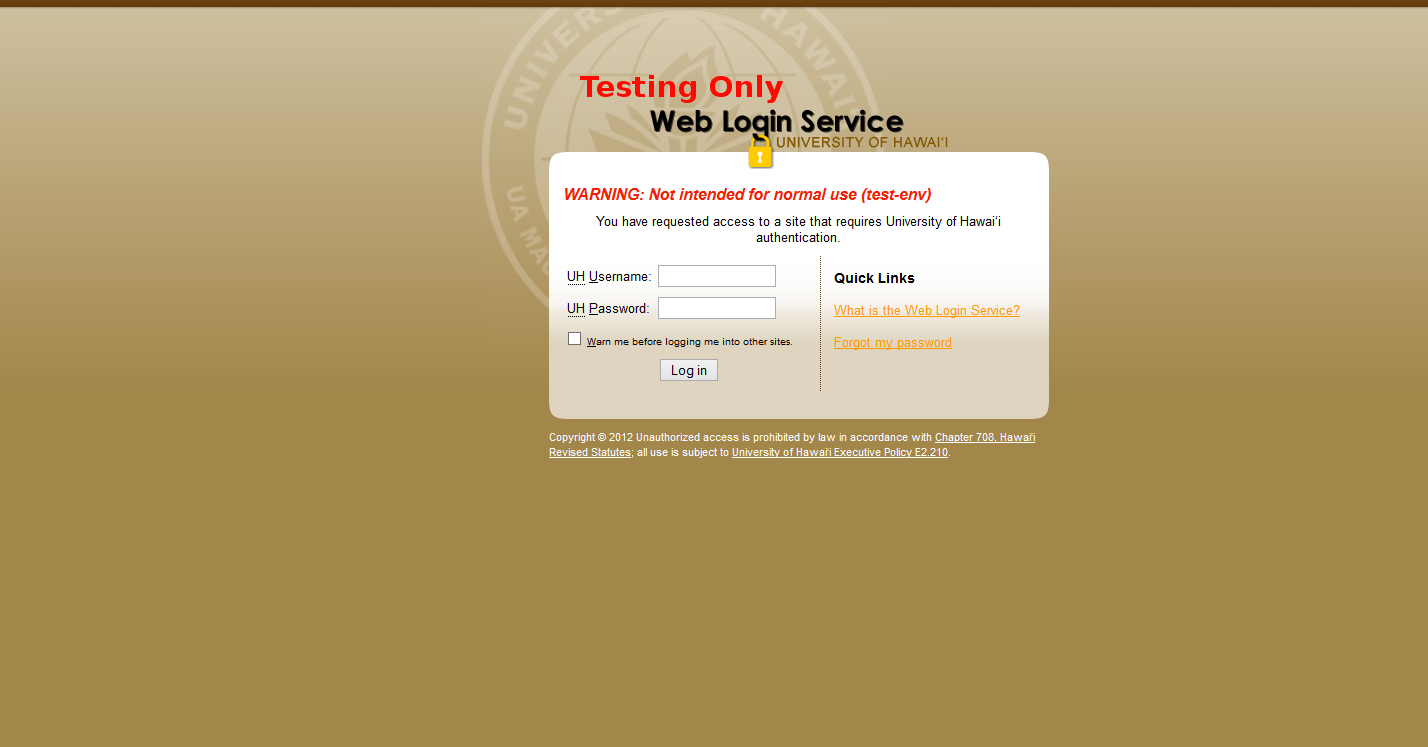 UNIVERSITY HAWAI
Testing Only
Web Login Service
UNIVERSITY OF HAWAI‘I
UA MAU
WARNING: Not intended for normal use (test-env)
You have requested access to a site that requires University of Hawai‘i
authentication.
UH Username:
UH Password:
Warn me before logging me into other sites.
Log in
Quick Links
What is the Web Login Service?
Forgot my password
Copyright © 2012 Unauthorized access is prohibited by law in accordance with Chapter 708, Hawai‘i
Revised Statutes; all use is subject to University of Hawai‘i Executive Policy E2.210.